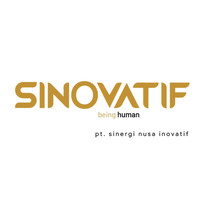 SINOVATIF
being human
pt. sinergi nusa inovatif